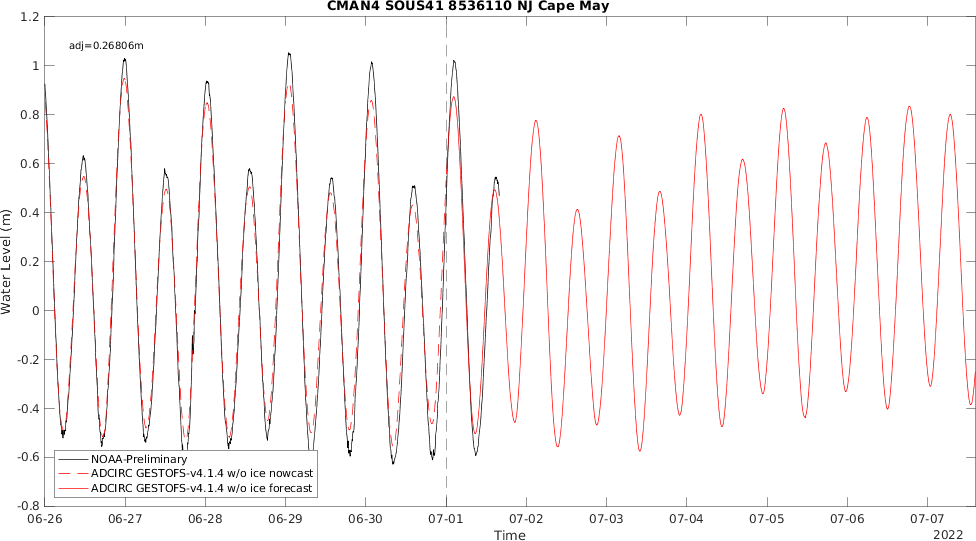 CMAN4 SOUS41 8536110 NJ Cape May
adj=0.26806m
1.2
1
0.8
0.6
0.4
0.2
0
-0.2
-0.4
-0.6
-0.8
Water Level (m)
NOAA-Preliminary
ADCIRC GESTOFS-v4.1.4 w/o ice nowcast
ADCIRC GESTOFS-v4.1.4 w/o ice forecast
06-26 06-27 06-28 06-29 06-30 07-01 07-02 07-03 07-04 07-05 07-06 07-07
Time
2022